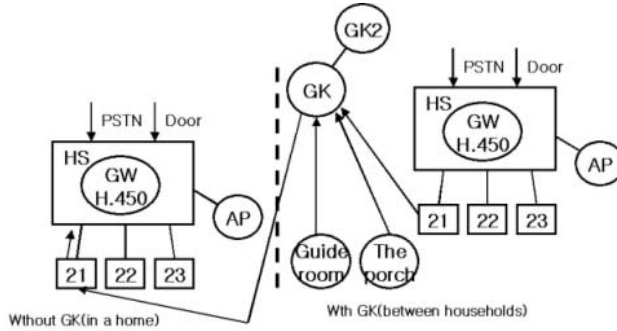 GK2
GK
PSTN
Door
HS
GW
H.450
AP
21
22
23
PSTN
Door
HS
GW
H.450
AP
21
22
23
Guide
room
The
porch
Wthout GK(in a home)
Wth GK(between households)